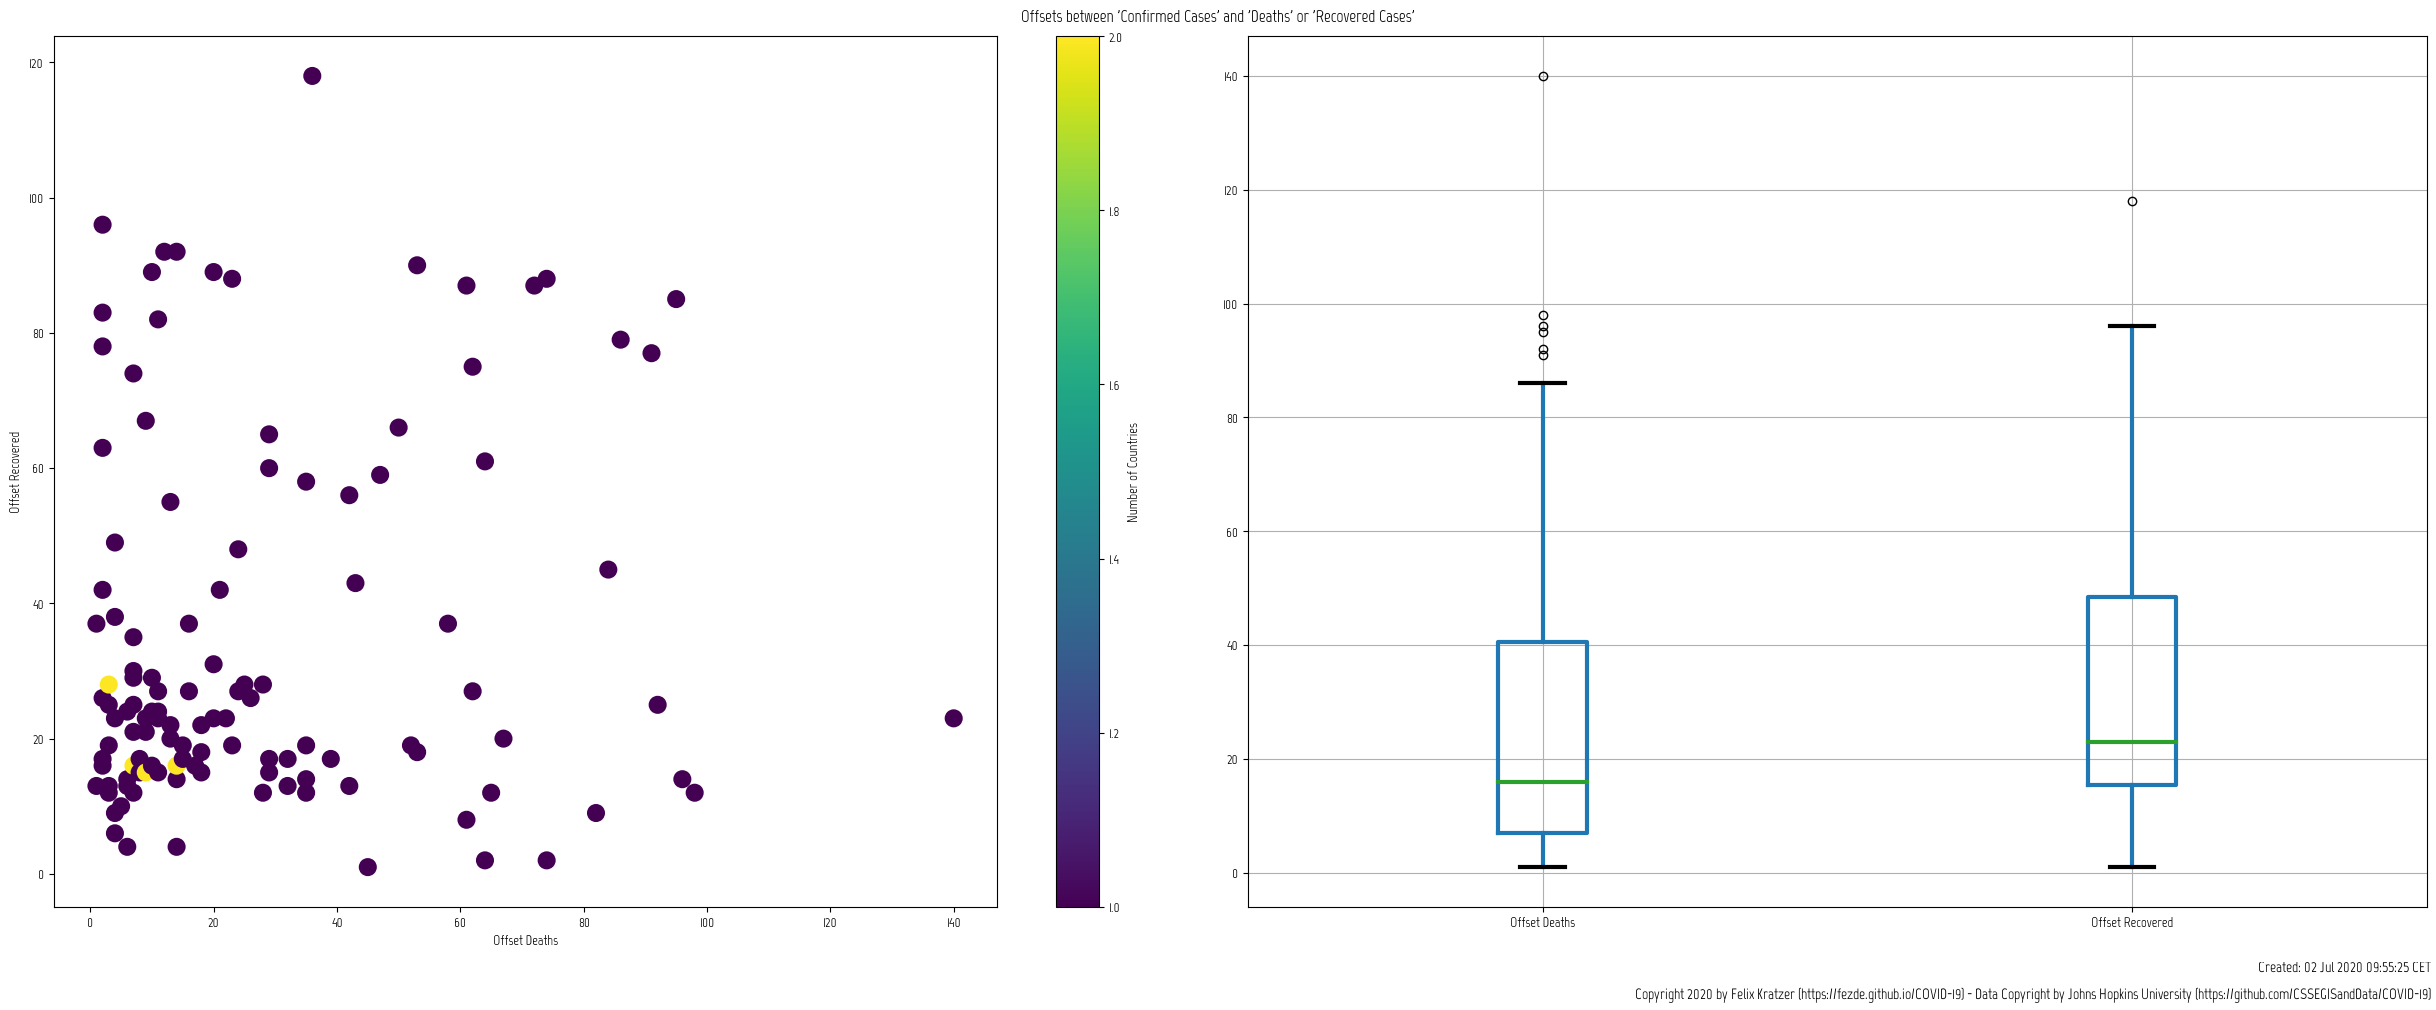 Offsets between 'Confirmed Cases' and 'Deaths' or 'Recovered Cases'
120
100
80
60
40
20
0
Offset Recovered
0 20 40 60 80 100 120 140
Offset Deaths
2.0
1.8
1.6
1.4
1.2
1.0
Number of Countries
140
120
100
80
60
40
20
0
Offset Deaths Offset Recovered
Created: 02 Jul 2020 09:55:25 CET
Copyright 2020 by Felix Kratzer (https://fezde.github.io/COVID-19) - Data Copyright by Johns Hopkins University (https://github.com/CSSEGISandData/COVID-19)